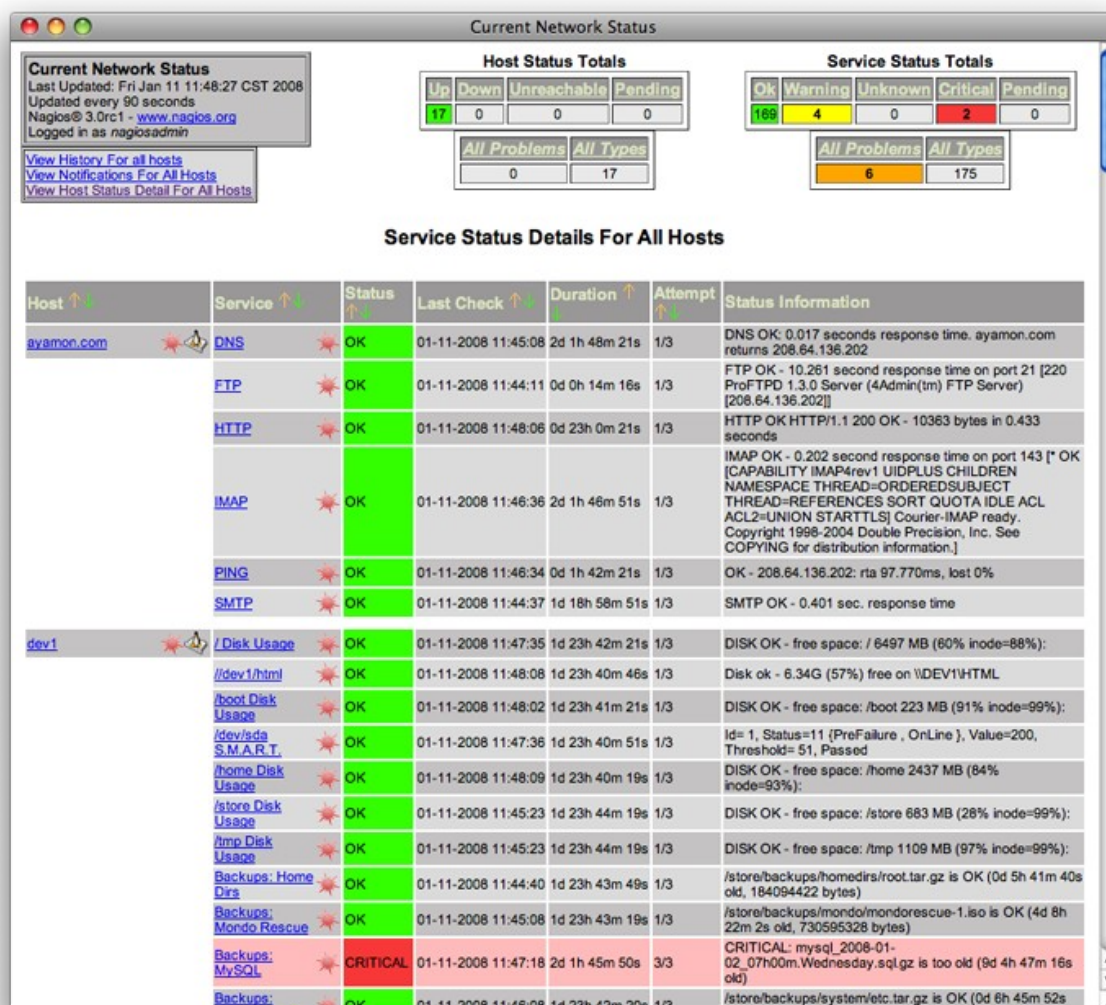 Current Network Status
Current Network Status
Last Updated: Fri Jan 11 11:48:27 CST 2008
Updated every 90 seconds
Nagios® 3.0rc1 - www.nagios.org
Logged in as nagiosadmin
View History For all hosts
View Notifications For All Hosts
View Host Status Detail For All Hosts
Host Status Totals
Up Down Unreachable Pending
17 0 0 0
All Problems All Types
0 17
Service Status Totals
Ok Warning Unknown Critical Pending
169 4 0 2 0
All Problems All Types
6 175
Service Status Details For All Hosts
Host Service Status Last Check Duration Attempt Status Information
ayamon.com DNS OK 01-11-2008 11:45:08 2d 1h 48m 21s 1/3 DNS OK: 0.017 seconds response time. ayamon.com
returns 208.64.136.202
FTP OK 01-11-2008 11:44:11 0d 0h 14m 16s 1/3 FTP OK - 10.261 second response time on port 21 [220
ProFTPD 1.3.0 Server (4Admin(tm) FTP Server)
[208.64.136.202]]
HTTP OK 01-11-2008 11:48:06 0d 23h 0m 21s 1/3 HTTP OK HTTP/1.1 200 OK - 10363 bytes in 0.433
seconds
IMAP OK 01-11-2008 11:46:36 2d 1h 46m 51s 1/3 IMAP OK - 0.202 second response time on port 143 [* OK
[CAPABILITY IMAP4rev1 UIDPLUS CHILDREN
NAMESPACE THREAD=ORDEREDSUBJECT
THREAD=REFERENCES SORT QUOTA IDLE ACL
ACL2=UNION STARTTLS] Courier-IMAP ready.
Copyright 1998-2004 Double Precision, Inc. See
COPYING for distribution information.]
PING OK 01-11-2008 11:46:34 0d 1h 42m 21s 1/3 OK - 208.64.136.202: rta 97.770ms, lost 0%
SMTP OK 01-11-2008 11:44:37 1d 18h 58m 51s 1/3 SMTP OK - 0.401 sec. response time
dev1 / Disk Usage OK 01-11-2008 11:47:35 1d 23h 42m 21s 1/3 DISK OK - free space: / 6497 MB (60% inode=88%):
//dev1/html OK 01-11-2008 11:48:08 1d 23h 40m 46s 1/3 Disk ok - 6.34G (57%) free on \\DEV1\HTML
/boot Disk
Usage OK 01-11-2008 11:48:02 1d 23h 41m 21s 1/3 DISK OK - free space: /boot 223 MB (91% inode=99%):
/dev/sda
S.M.A.R.T. OK 01-11-2008 11:47:36 1d 23h 40m 51s 1/3 Id= 1, Status=11 {PreFailure , OnLine }, Value=200,
Threshold= 51, Passed
/home Disk
Usage OK 01-11-2008 11:48:09 1d 23h 40m 19s 1/3 DISK OK - free space: /home 2437 MB (84%
inode=93%):
/store Disk
Usage OK 01-11-2008 11:45:23 1d 23h 44m 19s 1/3 DISK OK - free space: /store 683 MB (28% inode=99%):
/tmp Disk
Usage OK 01-11-2008 11:45:23 1d 23h 44m 19s 1/3 DISK OK - free space: /tmp 1109 MB (97% inode=99%):
Backups: Home
Dirs OK 01-11-2008 11:44:40 1d 23h 43m 49s 1/3 /store/backups/homedirs/root.tar.gz is OK (0d 5h 41m 40s
old, 184094422 bytes)
Backups:
Mondo Rescue OK 01-11-2008 11:45:08 1d 23h 43m 19s 1/3 /store/backups/mondo/mondorescue-1.iso is OK (4d 8h
22m 2s old, 730595328 bytes)
Backups:
MySQL CRITICAL 01-11-2008 11:47:18 2d 1h 45m 50s 3/3 CRITICAL: mysql_2008-01-
02_07h00m.Wednesday.sql.gz is too old (9d 4h 47m 16s
old)
Backups: OK 01-11-2008 11:46:08 1d 23h 42m 20s 1/3 /store/backups/system/etc.tar.gz is OK (0d 6h 45m 52s